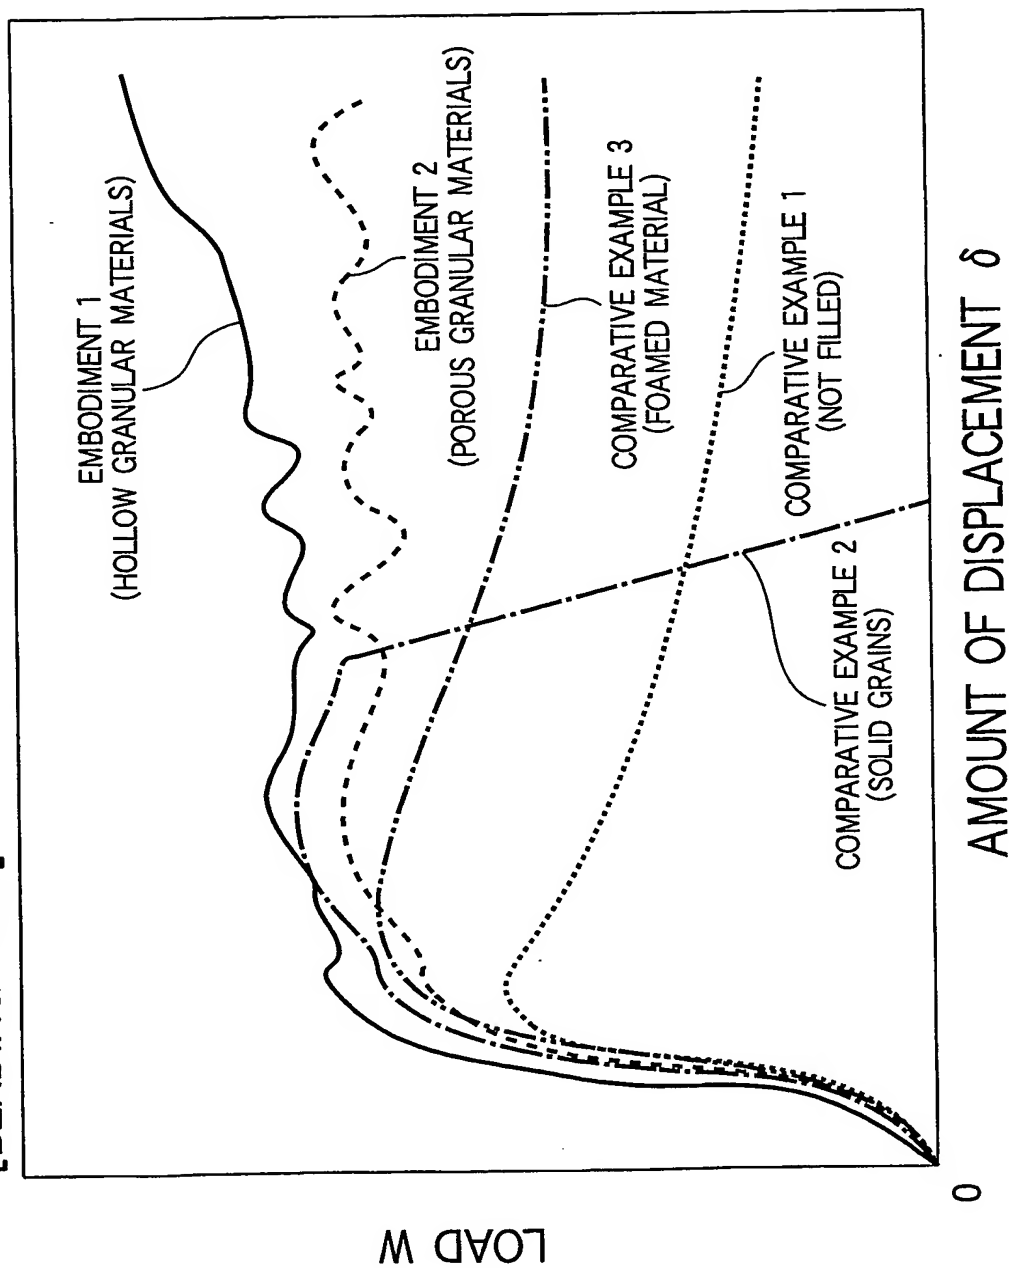 EMBODIMENT 1
(HOLLOW GRANULAR MATERIALS)
EMBODIMENT 2
(POROUS GRANULAR MATERIALS)
COMPARATIVE EXAMPLE 3
(FOAMED MATERIAL)
COMPARATIVE EXAMPLE 1
(NOT FILLED)
COMPARATIVE EXAMPLE 2
(SOLID GRAINS)
LOAD W
0
AMOUNT OF DISPLACEMENT δ